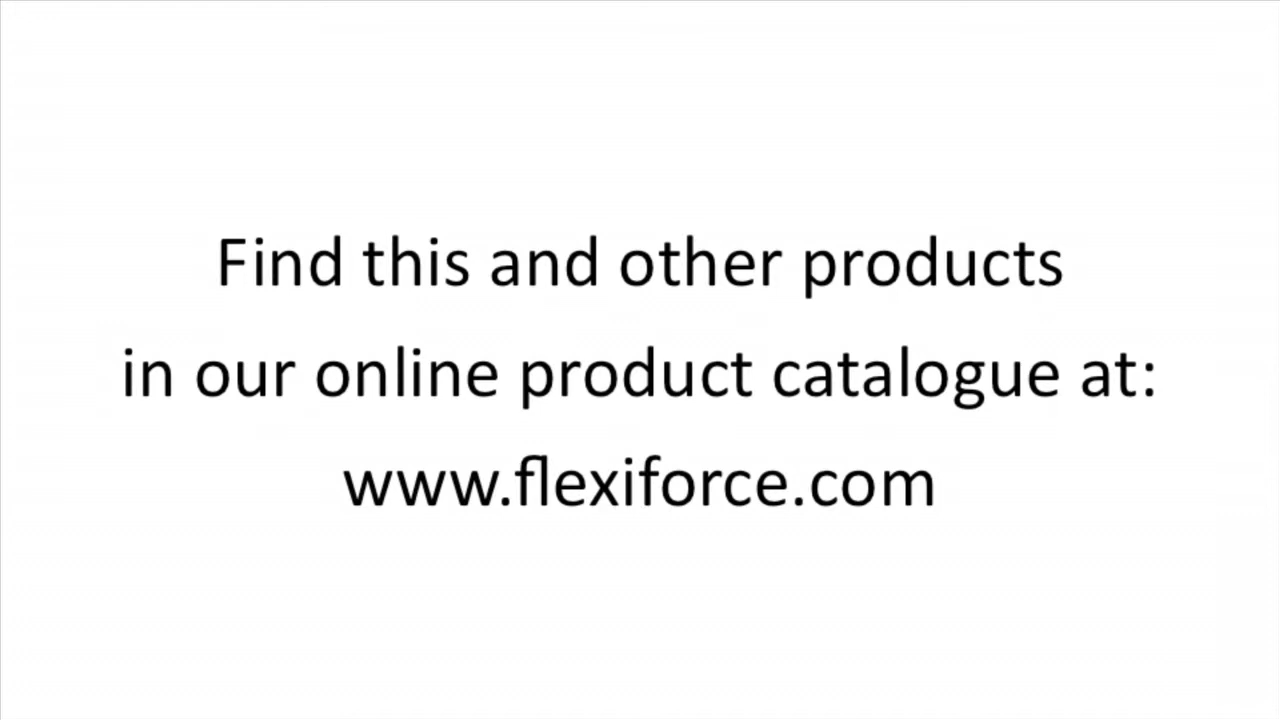 Find this and other products
in our online product catalogue at:
www.flexiforce.com